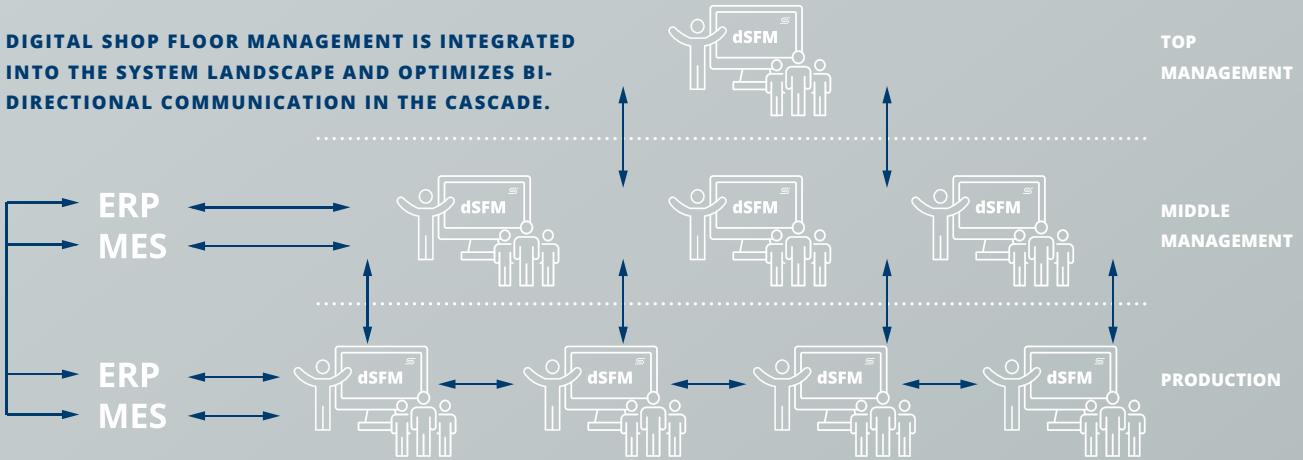 DIGITAL SHOP FLOOR MANAGEMENT IS INTEGRATED
INTO THE SYSTEM LANDSCAPE AND OPTIMIZES BI-
DIRECTIONAL COMMUNICATION IN THE CASCADE.
dSFM
TOP
MANAGEMENT
ERP
MES
dSFM
dSFM
dSFM
MIDDLE
MANAGEMENT
ERP
MES
dSFM
dSFM
dSFM
dSFM
PRODUCTION